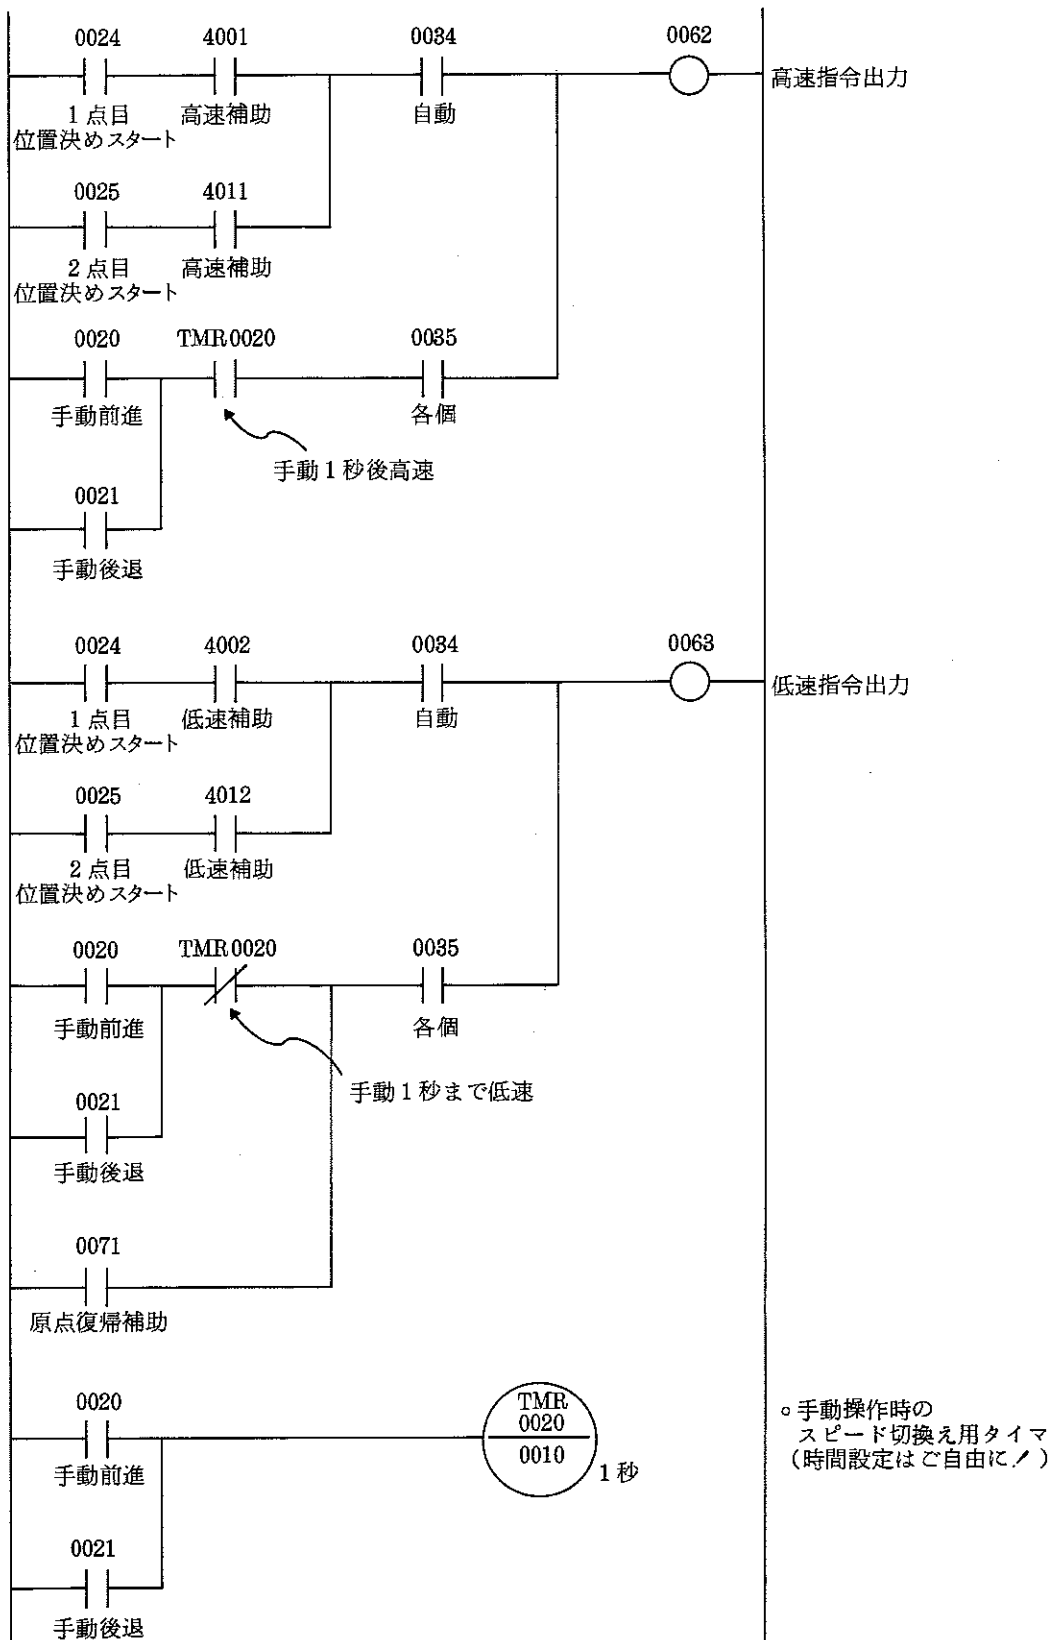 0024 4001 0034 0062
高速指令出力
1点目 高速補助 自動
位置決めスタート
0025 4011
2点目 高速補助
位置決めスタート
0020 TMR0020 0035
手動前進 各個
手動1秒後高速
0021
手動後退
0024 4002 0034 0063
低速指令出力
1点目 低速補助 自動
位置決めスタート
0025 4012
2点目 低速補助
位置決めスタート
0020 TMR0020 0035
手動前進 各個
手動1秒まで低速
0021
手動後退
0071
原点復帰補助
0020
TMR
0020
0010
1秒
手動前進
○手動操作時の
スピード切換え用タイマ
(時間設定はご自由に!)
0021
手動後退